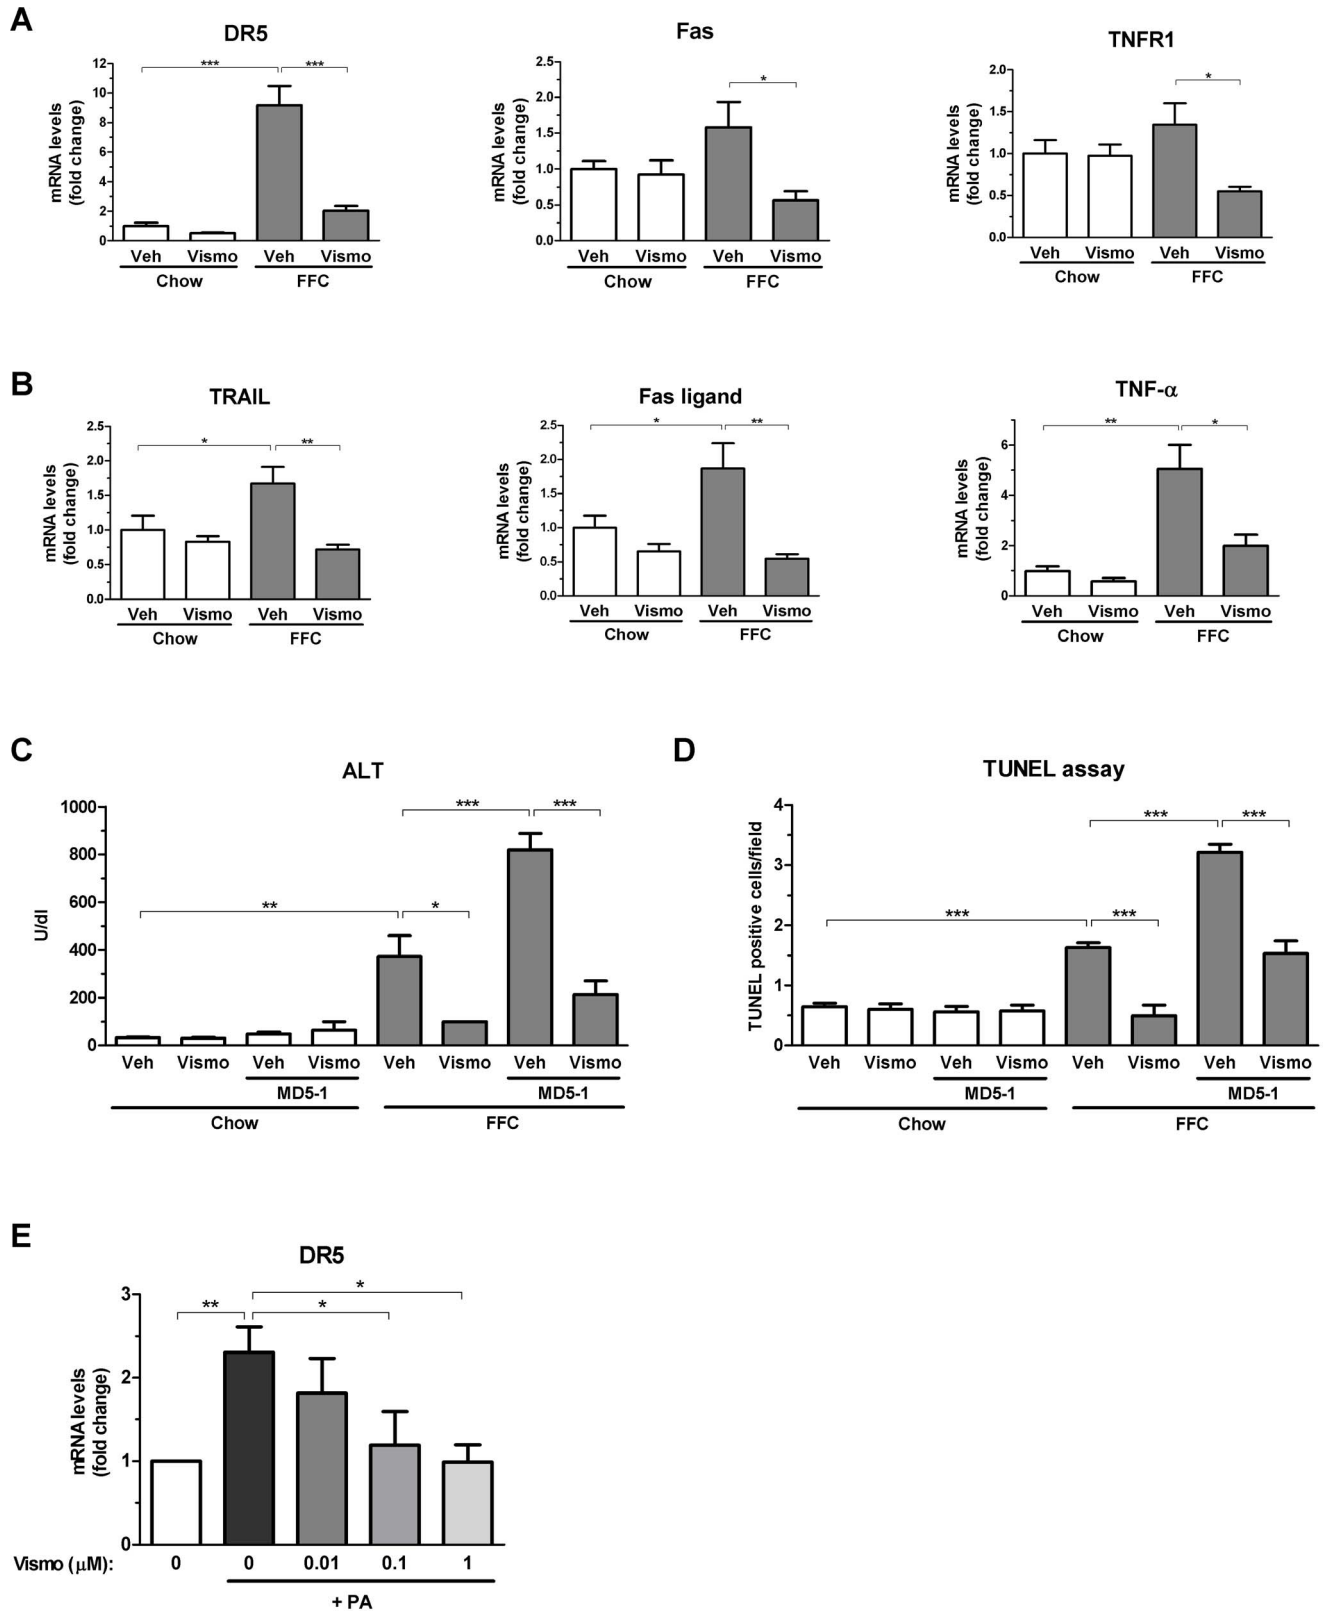 A
DR5
Fas
TNFR1
mRNA levels
(fold change)
12
10
8
6
4
2
0
***
***
Veh Vismo Veh Vismo
Chow FFC
mRNA levels
(fold change)
2.5
2.0
1.5
1.0
0.5
0.0
*
Veh Vismo Veh Vismo
Chow FFC
mRNA levels
(fold change)
2.0
1.5
1.0
0.5
0.0
*
Veh Vismo Veh Vismo
Chow FFC
B
TRAIL
Fas ligand
TNF-α
mRNA levels
(fold change)
2.5
2.0
1.5
1.0
0.5
0.0
*
**
Veh Vismo Veh Vismo
Chow FFC
mRNA levels
(fold change)
2.5
2.0
1.5
1.0
0.5
0.0
*
**
Veh Vismo Veh Vismo
Chow FFC
mRNA levels
(fold change)
6
4
2
0
**
*
Veh Vismo Veh Vismo
Chow FFC
C
ALT
U/dl
1000
800
600
400
200
0
**
*
***
***
Veh Vismo Veh Vismo Veh Vismo Veh Vismo
MD5-1 MD5-1
Chow FFC
D
TUNEL assay
TUNEL positive cells/field
4
3
2
1
0
***
***
***
***
Veh Vismo Veh Vismo Veh Vismo Veh Vismo
MD5-1 MD5-1
Chow FFC
E
DR5
mRNA levels
(fold change)
3
2
1
0
**
*
*
Vismo (μM): 0 0 0.01 0.1 1
+ PA